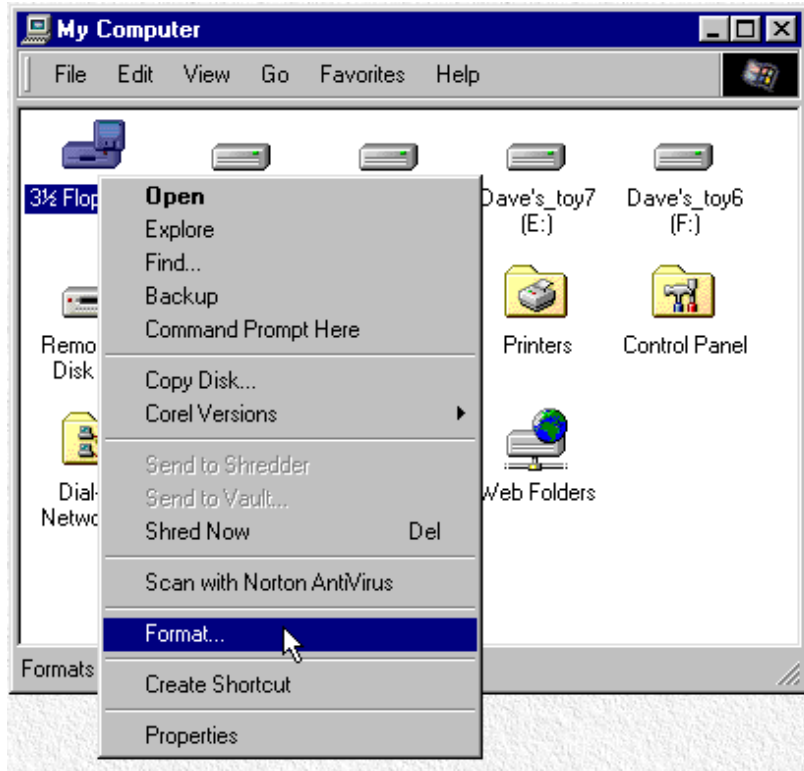 My Computer
File Edit View Go Favorites Help
3½ Flop
Dave's_toy7
(E:)
Dave's_toy6
(F:)
Open
Explore
Find...
Backup
Command Prompt Here
Copy Disk...
Corel Versions
Send to Shredder
Send to Vault...
Shred Now Del
Scan with Norton AntiVirus
Format...
Create Shortcut
Properties
Remo
Disk
Printers
Control Panel
Dial-
Netwo
Web Folders
Formats